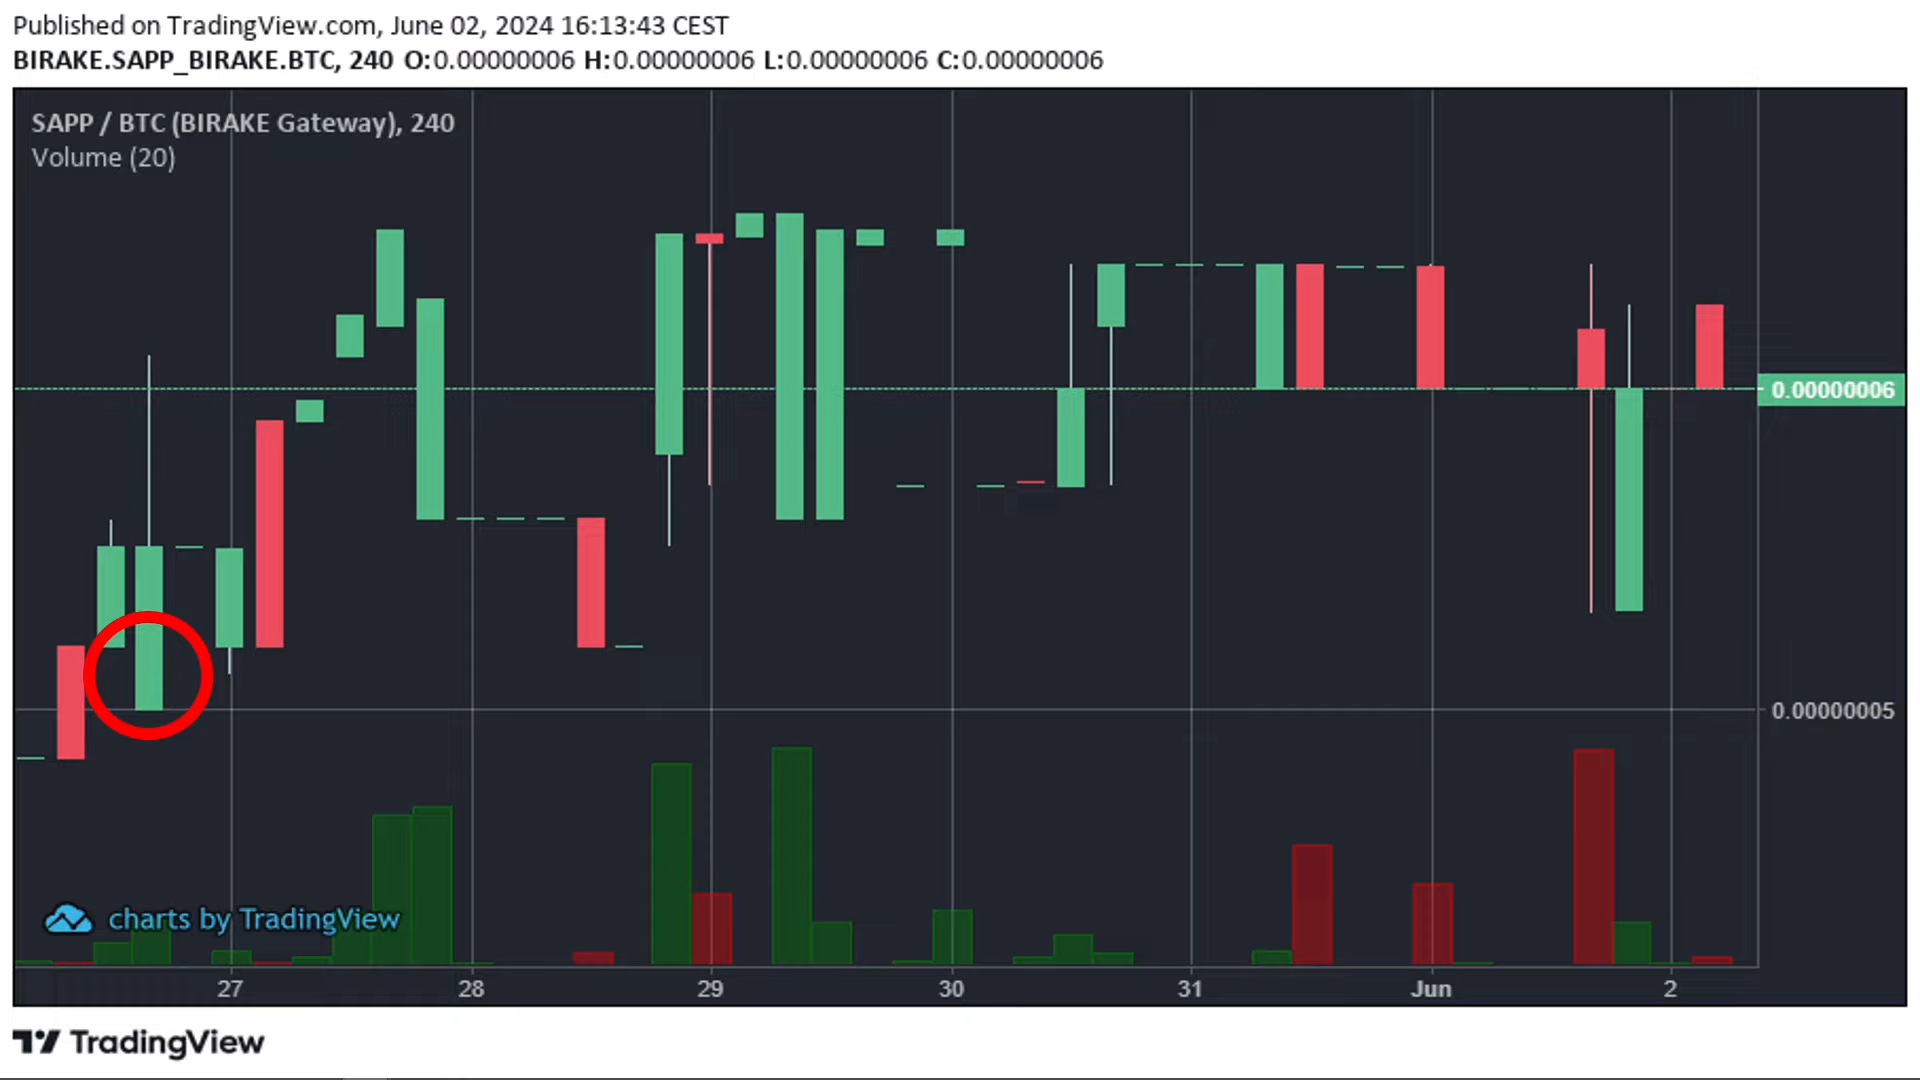 Published on TradingView.com, June 02, 2024 16:13:43 CEST
BIRAKE.SAPP_BIRAKE.BTC, 240 O:0.00000006 H:0.00000006 L:0.00000006 C:0.00000006
SAPP / BTC (BIRAKE Gateway), 240
Volume (20)
0.00000006
0.00000005
charts by TradingView
27 28 29 30 31 Jun 2
TradingView